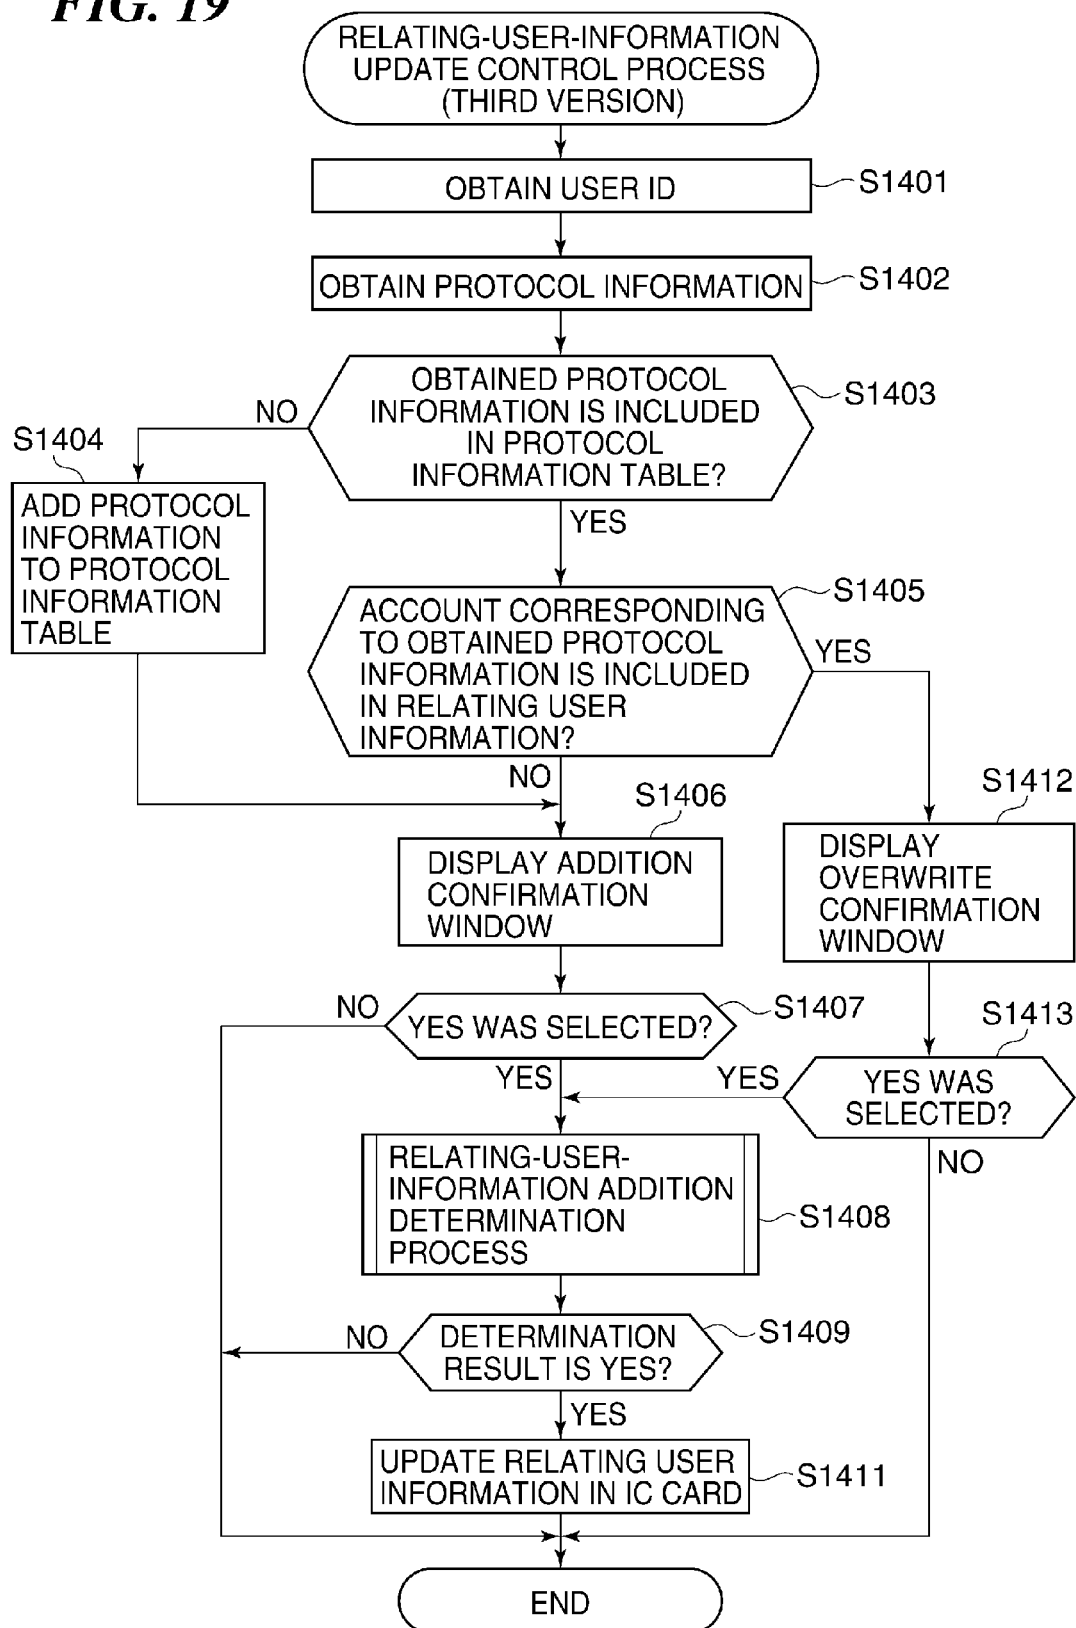 FIG. 19
RELATING-USER-INFORMATION
UPDATE CONTROL PROCESS
(THIRD VERSION)
OBTAIN USER ID
S1401
OBTAIN PROTOCOL INFORMATION
S1402
OBTAINED PROTOCOL
INFORMATION IS INCLUDED
IN PROTOCOL
INFORMATION TABLE?
S1403
NO
YES
S1404
ADD PROTOCOL
INFORMATION
TO PROTOCOL
INFORMATION
TABLE
ACCOUNT CORRESPONDING
TO OBTAINED PROTOCOL
INFORMATION IS INCLUDED
IN RELATING USER
INFORMATION?
S1405
YES
NO
S1406
DISPLAY ADDITION
CONFIRMATION
WINDOW
S1412
DISPLAY
OVERWRITE
CONFIRMATION
WINDOW
NO
YES WAS SELECTED?
S1407
YES
S1413
YES
YES WAS
SELECTED?
NO
RELATING-USER-
INFORMATION ADDITION
DETERMINATION
PROCESS
S1408
NO
DETERMINATION
RESULT IS YES?
S1409
YES
UPDATE RELATING USER
INFORMATION IN IC CARD
S1411
END